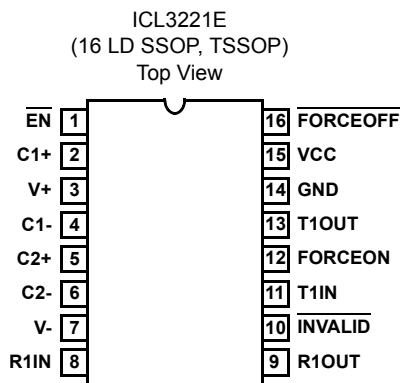 ICL3221E
(16 LD SSOP, TSSOP)
Top View
EN 1 16 FORCEOFF
C1+ 2 15 VCC
V+ 3 14 GND
C1- 4 13 T1OUT
C2+ 5 12 FORCEON
C2- 6 11 T1IN
V- 7 10 INVALID
R1IN 8 9 R1OUT